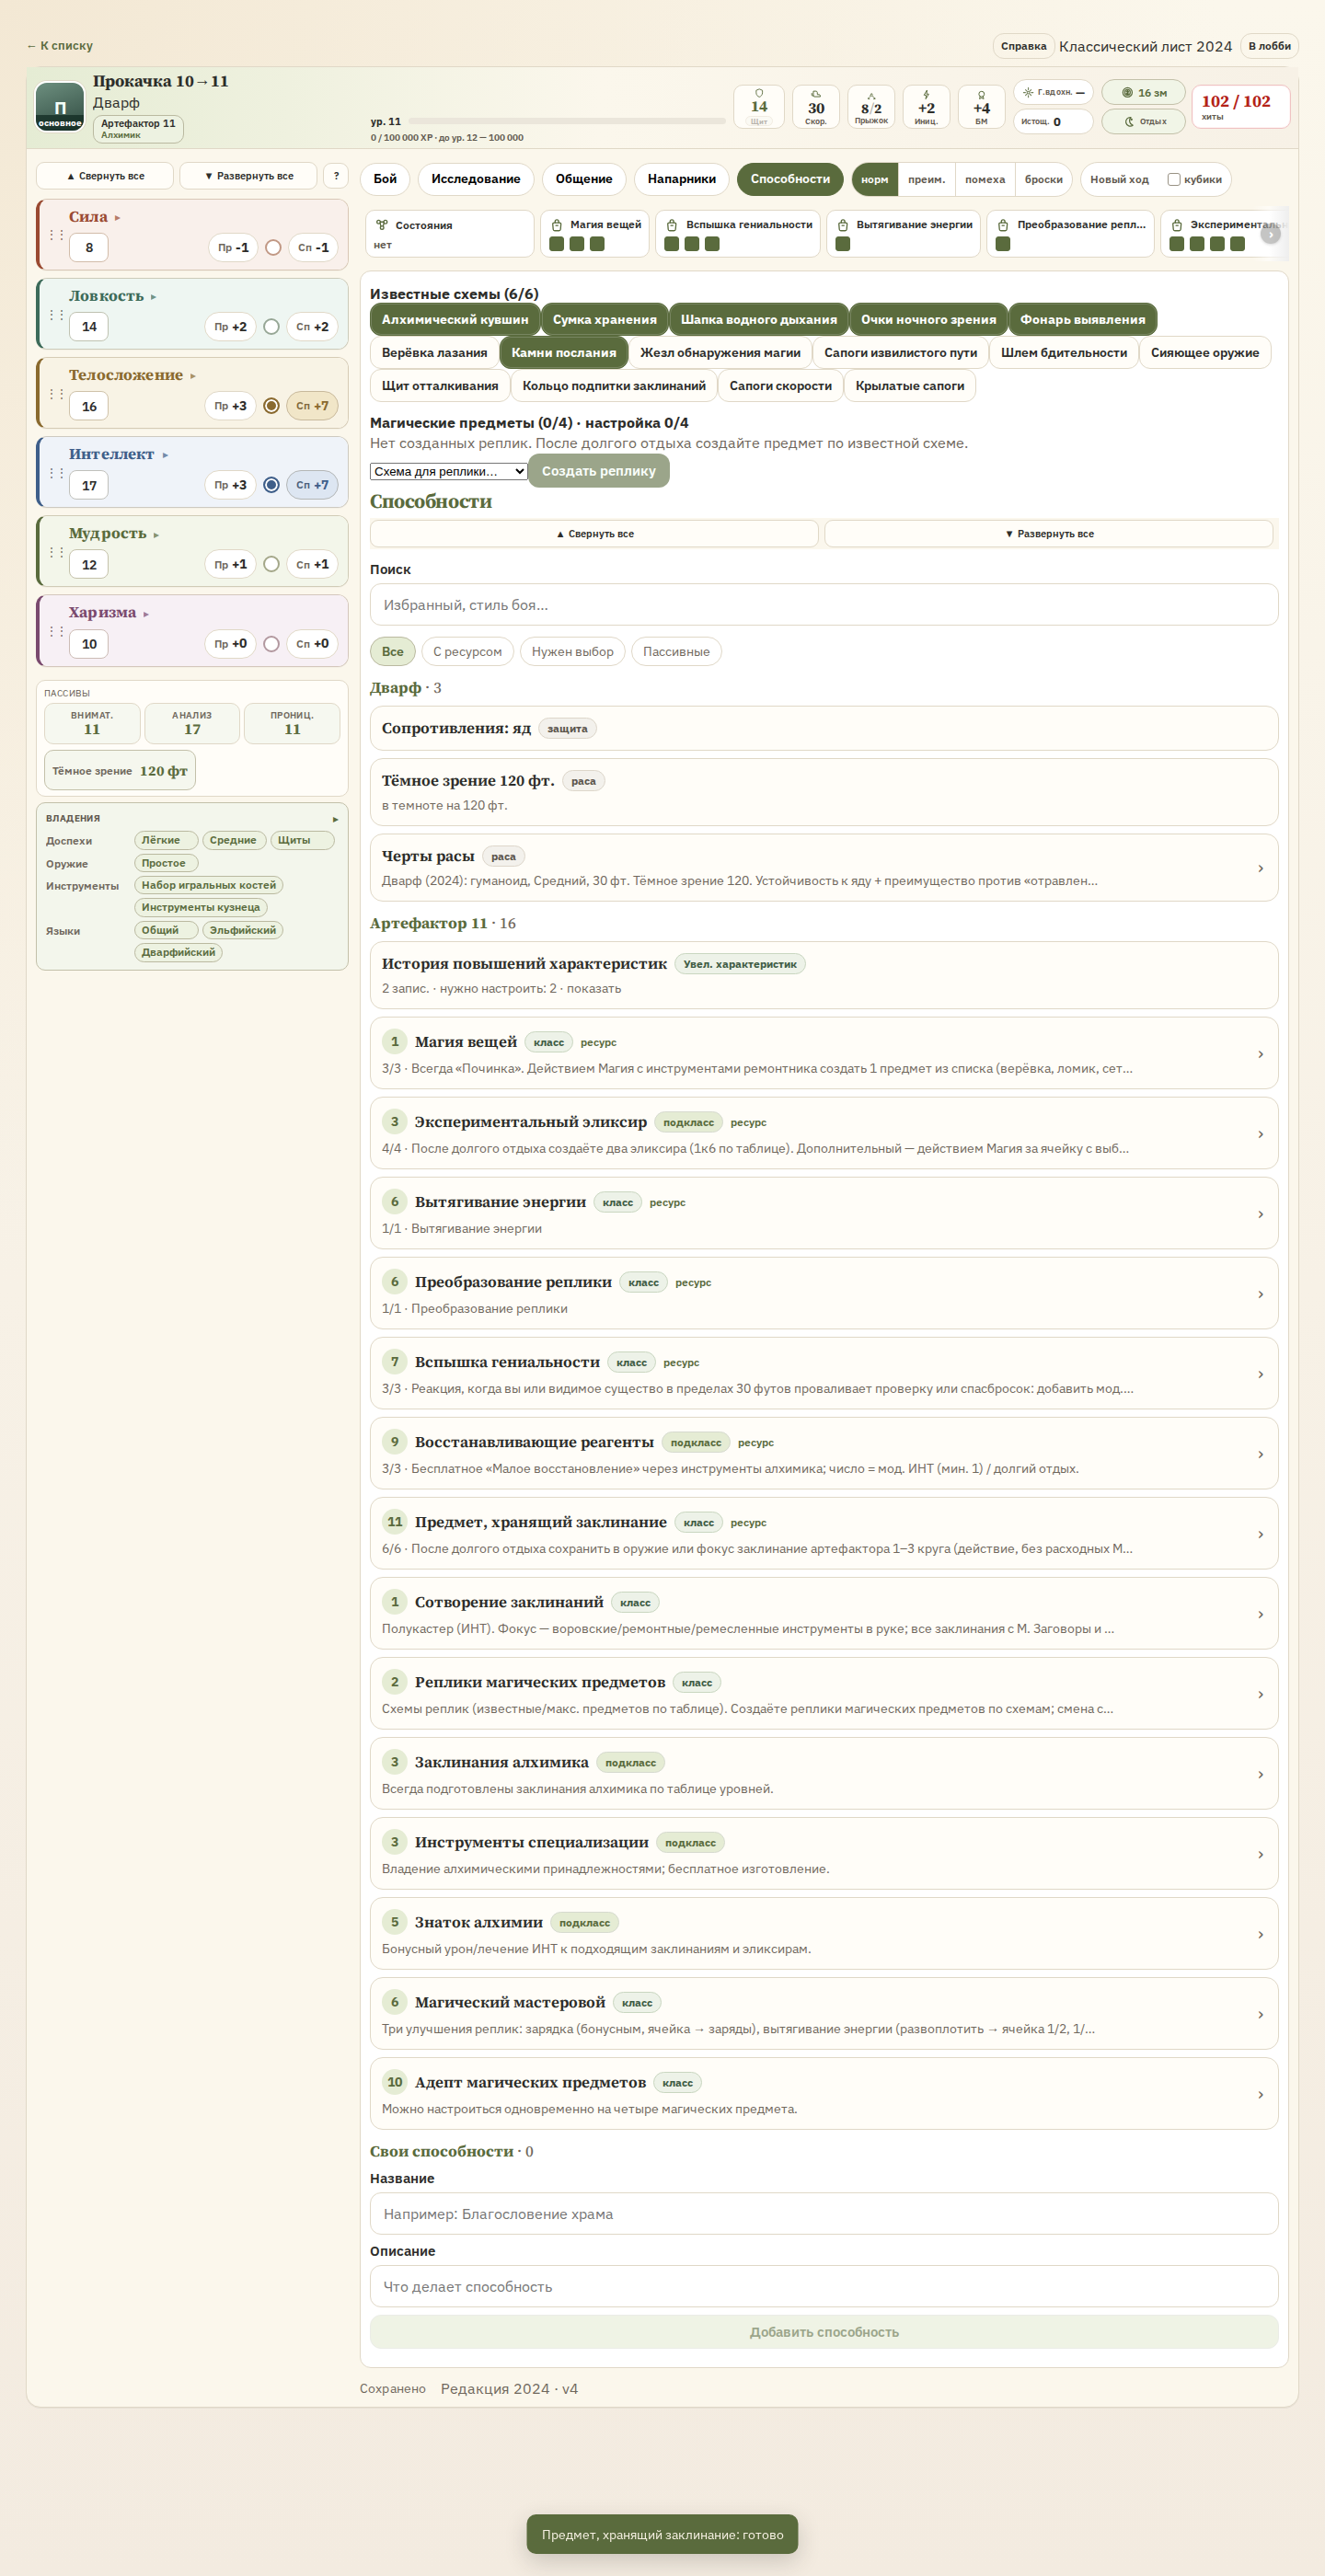 ← К списку
Справка Классический лист 2024 В лобби
П
основное
Прокачка 10→11
Дварф
Артефактор 11
Алхимик
ур. 11
0 / 100 000 XP · до ур. 12 — 100 000
14
Щит
30
Скор.
8/2
Прыжок
+2
Иниц.
+4
БМ
Г.вдохн. —
Истощ. 0
16 зм
Отдых
102 / 102
хиты
▲ Свернуть все ▼ Развернуть все ?
Сила ▸
8 Пр -1 Сп -1
Ловкость ▸
14 Пр +2 Сп +2
Телосложение ▸
16 Пр +3 Сп +7
Интеллект ▸
17 Пр +3 Сп +7
Мудрость ▸
12 Пр +1 Сп +1
Харизма ▸
10 Пр +0 Сп +0
ПАССИВЫ
ВНИМАТ. АНАЛИЗ ПРОНИЦ.
11 17 11
Тёмное зрение 120 фт
ВЛАДЕНИЯ ▸
Доспехи Лёгкие Средние Щиты
Оружие Простое
Инструменты Набор игральных костей
Инструменты кузнеца
Языки Общий Эльфийский
Дварфийский
Бой Исследование Общение Напарники Способности норм преим. помеха броски Новый ход кубики
Состояния
нет
Магия вещей
Вспышка гениальности
Вытягивание энергии
Преобразование репл...
›
Известные схемы (6/6)
Алхимический кувшин Сумка хранения Шапка водного дыхания Очки ночного зрения Фонарь выявления
Верёвка лазания Камни послания Жезл обнаружения магии Сапоги извилистого пути Шлем бдительности Сияющее оружие
Щит отталкивания Кольцо подпитки заклинаний Сапоги скорости Крылатые сапоги
Магические предметы (0/4) · настройка 0/4
Нет созданных реплик. После долгого отдыха создайте предмет по известной схеме.
Схема для реплики... Создать реплику
Способности
▲ Свернуть все ▼ Развернуть все
Поиск
Избранный, стиль боя...
Все С ресурсом Нужен выбор Пассивные
Дварф · 3
Сопротивления: яд защита
Тёмное зрение 120 фт. раса
в темноте на 120 фт.
Черты расы раса
Дварф (2024): гуманоид, Средний, 30 фт. Тёмное зрение 120. Устойчивость к яду + преимущество против «отравлен... ›
Артефактор 11 · 16
История повышений характеристик Увел. характеристик
2 запис. · нужно настроить: 2 · показать
1 Магия вещей класс ресурс
3/3 · Всегда «Починка». Действием Магия с инструментами ремонтника создать 1 предмет из списка (верёвка, ломик, сет... ›
3 Экспериментальный эликсир подкласс ресурс
4/4 · После долгого отдыха создаёте два эликсира (1к6 по таблице). Дополнительно — действием Магия за ячейку с выб... ›
6 Вытягивание энергии класс ресурс
1/1 · Вытягивание энергии ›
6 Преобразование реплики класс ресурс
1/1 · Преобразование реплики ›
7 Вспышка гениальности класс ресурс
3/3 · Реакция, когда вы или видимое существо в пределах 30 футов проваливает проверку или спасбросок: добавить мод.... ›
9 Восстанавливающие реагенты подкласс ресурс
3/3 · Бесплатное «Малое восстановление» через инструменты алхимика; число = мод. ИНТ (мин. 1) / долгий отдых. ›
11 Предмет, хранящий заклинание класс ресурс
6/6 · После долгого отдыха сохранить в оружие или фокус заклинание артефактора 1–3 круга (действие, без расходных М... ›
1 Сотворение заклинаний класс
Полукастер (ИНТ). Фокус — воровские/ремонтные/ремесленные инструменты в руке; все заклинания с М. Заговоры и ... ›
2 Реплики магических предметов класс
Схемы реплик (известные/макс. предметов по таблице). Создаёте реплики магических предметов по схемам; смена с... ›
3 Заклинания алхимика подкласс
Всегда подготовлены заклинания алхимика по таблице уровней. ›
3 Инструменты специализации подкласс
Владение алхимическими принадлежностями; бесплатное изготовление. ›
5 Знаток алхимии подкласс
Бонусный урон/лечение ИНТ к подходящим заклинаниям и эликсирам. ›
6 Магический мастеровой класс
Три улучшения реплик: зарядка (бонусным, ячейка → заряды), вытягивание энергии (развоплотить → ячейка 1/2, 1/... ›
10 Адепт магических предметов класс
Можно настроиться одновременно на четыре магических предмета. ›
Свои способности · 0
Название
Например: Благословение храма
Описание
Что делает способность
Добавить способность
Сохранено Редакция 2024 · v4
Предмет, хранящий заклинание: готово